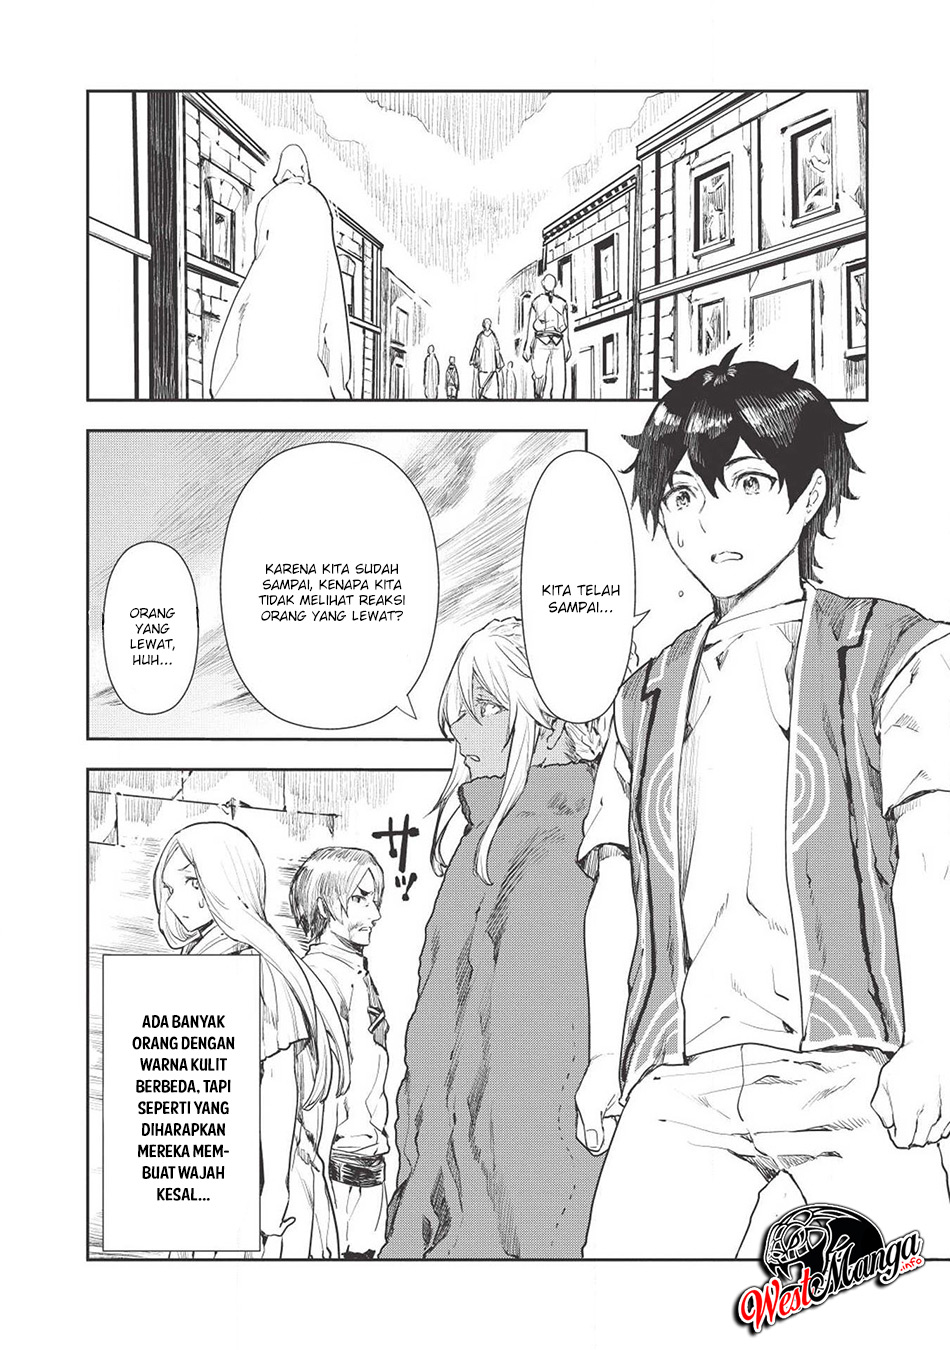 KITA TELAH
SAMPAI...
KARENA KITA SUDAH
SAMPAI, KENAPA KITA
TIDAK MELIHAT REAKSI
ORANG YANG LEWAT?
ORANG
YANG
LEWAT,
HUH...
ザッ
ADA BANYAK
ORANG DENGAN
WARNA KULIT
BERBEDA, TAPI
SEPERTI YANG
DIHARAPKAN
MEREKA MEM-
BUAT WAJAH
KESAL...
WestManga
.info